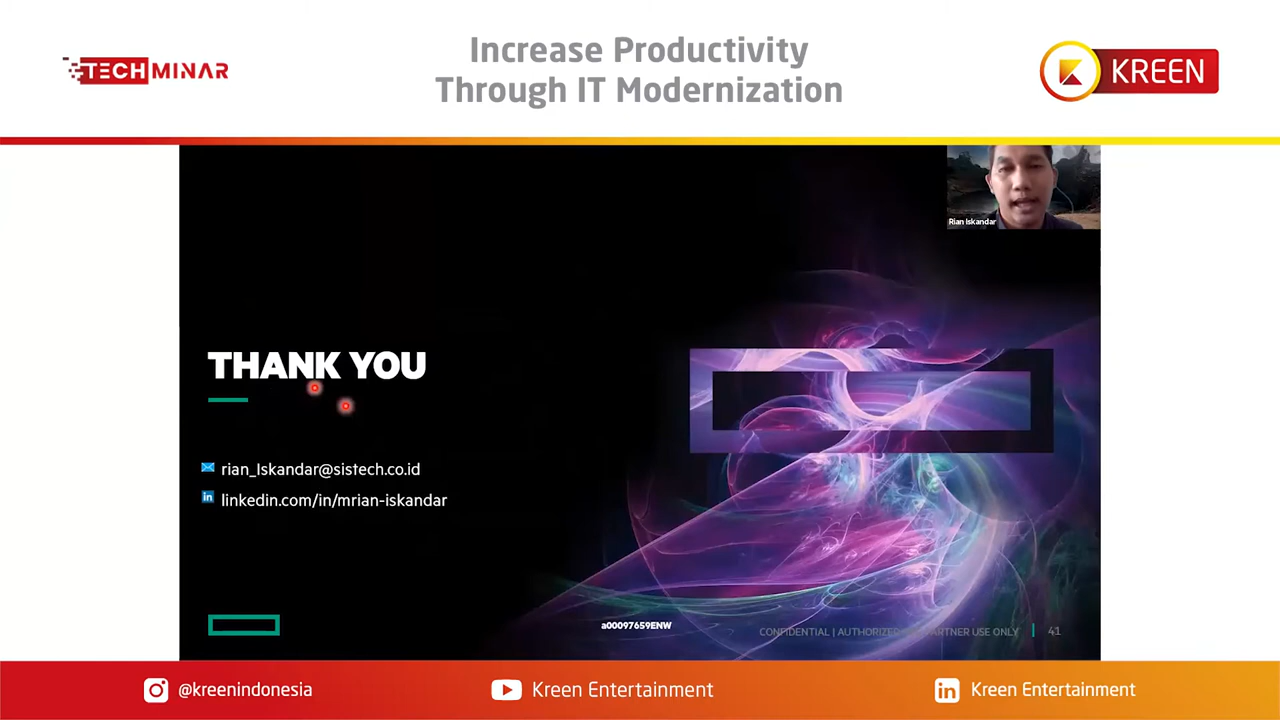 Increase Productivity
Through IT Modernization
TECHMINAR
KREEN
Rian Iskandar
THANK YOU
rian_Iskandar@sistech.co.id
linkedin.com/in/mrian-iskandar
a00097659ENW
CONFIDENTIAL | AUTHORIZED PARTNER USE ONLY
41
@kreenindonesia
Kreen Entertainment
Kreen Entertainment